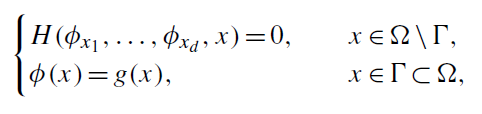 H(ϕ_{x_1}, . . . , ϕ_{x_d}, x) = 0, x ∈ Ω \ Γ,
ϕ(x) = g(x), x ∈ Γ ⊂ Ω,